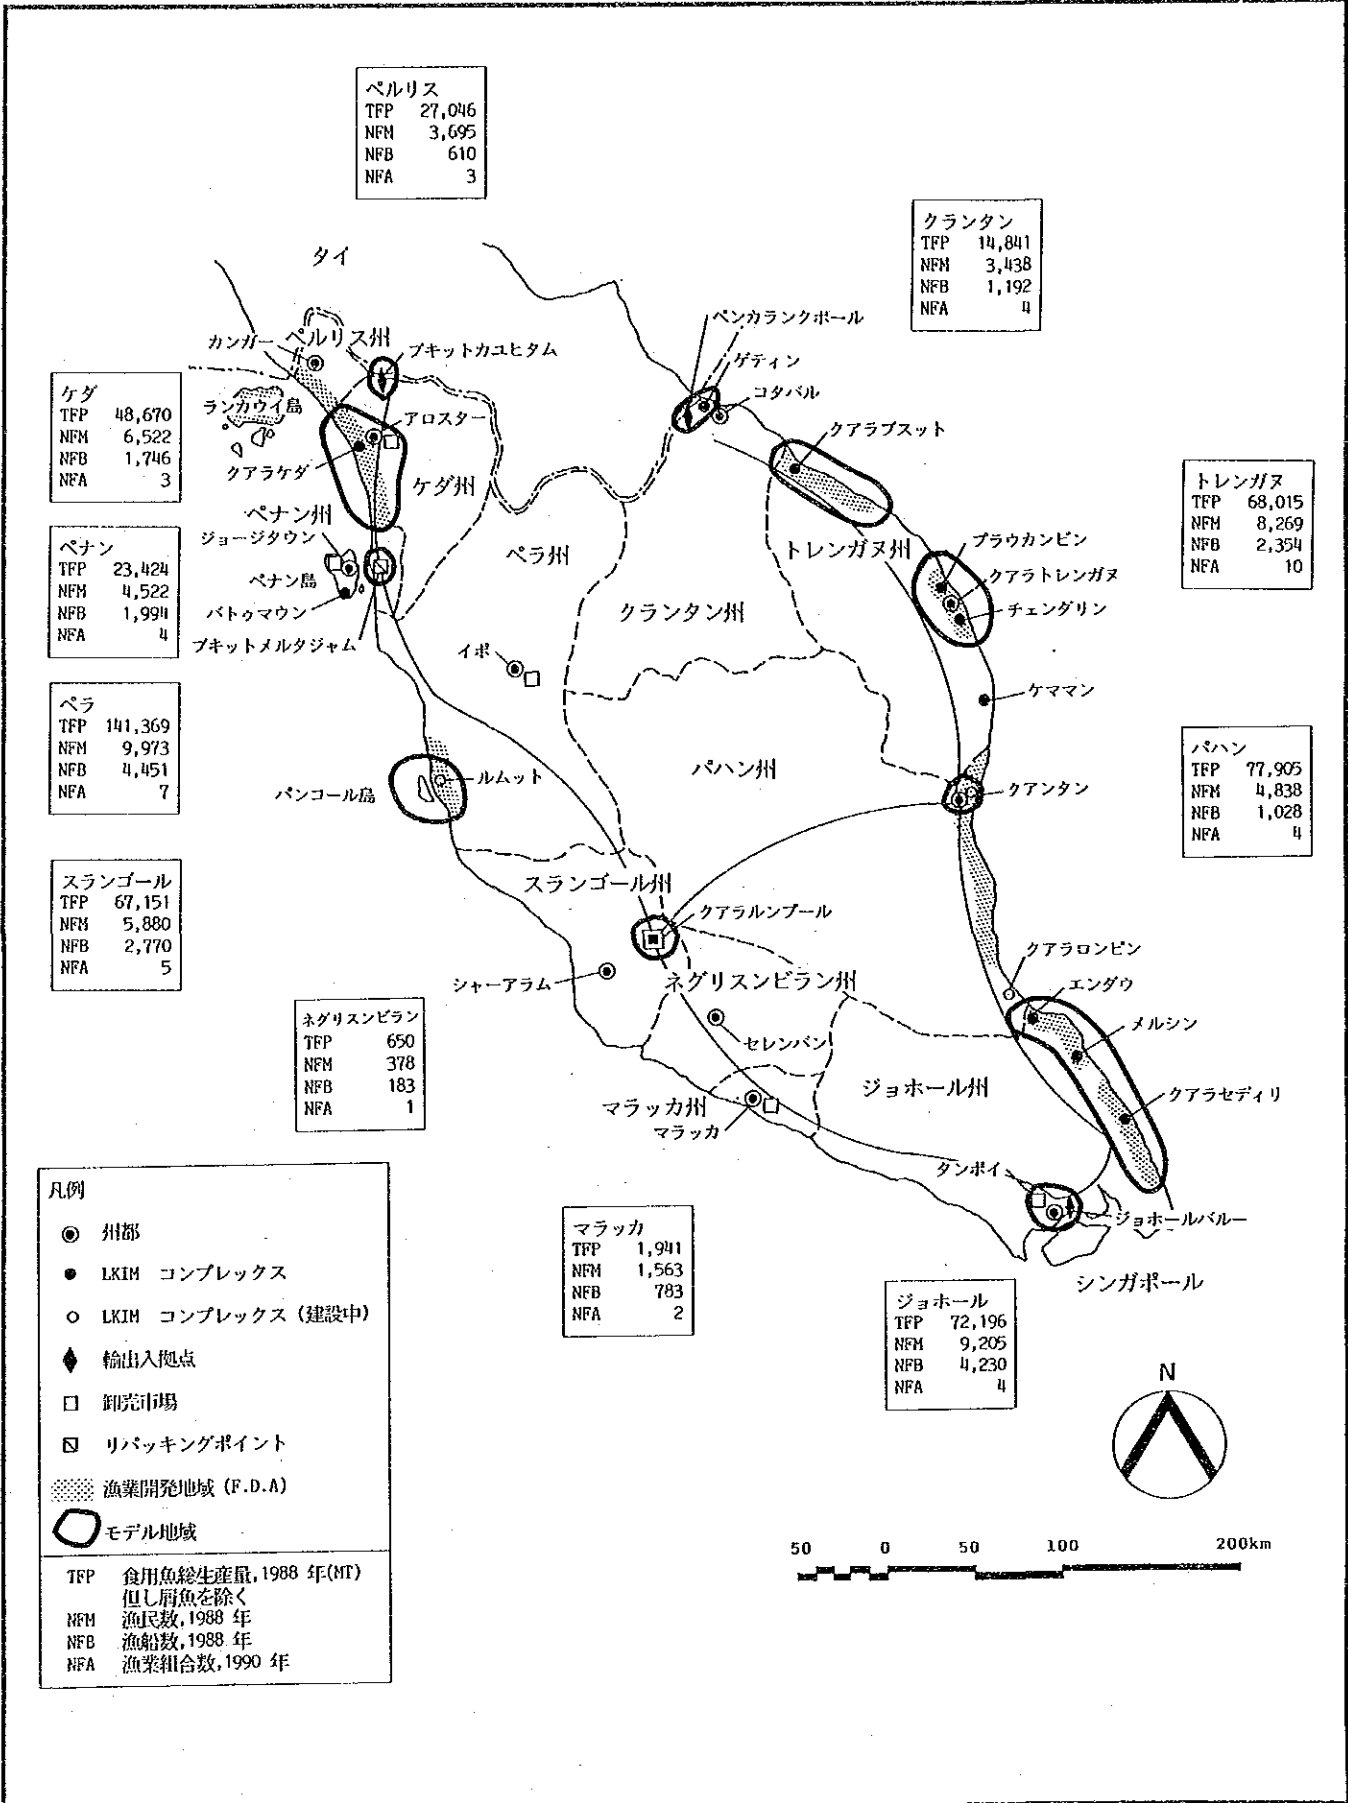 ペルリス
TFP 27,046
NFM 3,695
NFB 610
NFA 3
クランタン
TFP 14,841
NFM 3,438
NFB 1,192
NFA 4
タイ
ペンカランクボール
カンガー
ペルリス州
ブキットカユヒタム
ゲティン
コタバル
ケダ
TFP 48,670
NFM 6,522
NFB 1,746
NFA 3
ランカウイ島
アロスター
クアラブスット
クアラケダ
ケダ州
トレンガヌ
TFP 68,015
NFM 8,269
NFB 2,354
NFA 10
ペナン州
ジョージタウン
ペナン
TFP 23,424
NFM 4,522
NFB 1,994
NFA 4
ペナン島
バトゥマウン
ブキットメルタジャム
ペラ州
トレンガヌ州
プラウカンビン
クアラトレンガヌ
チェンダリン
クランタン州
イポ
ケママン
ペラ
TFP 141,369
NFM 9,973
NFB 4,451
NFA 7
パハン州
パハン
TFP 77,905
NFM 4,838
NFB 1,028
NFA 4
ルムット
パンコール島
クアンタン
スランゴール
TFP 67,151
NFM 5,880
NFB 2,770
NFA 5
スランゴール州
クアラルンプール
クアラロンピン
シャーアラム
ネグリスンビラン州
エンダウ
メルシン
ネグリスンビラン
TFP 650
NFM 378
NFB 183
NFA 1
セレンバン
ジョホール州
クアラセディリ
マラッカ州
マラッカ
タンポイ
ジョホールバルー
シンガポール
マラッカ
TFP 1,941
NFM 1,563
NFB 783
NFA 2
ジョホール
TFP 72,196
NFM 9,205
NFB 4,230
NFA 4
凡例
州都
LKIM コンプレックス
LKIM コンプレックス (建設中)
輸出入拠点
卸売市場
リパッキングポイント
漁業開発地域 (F.D.A)
モデル地域
TFP 食用魚総生産量,1988 年(MT)
但し屑魚を除く
NFM 漁民数,1988 年
NFB 漁船数,1988 年
NFA 漁業組合数,1990 年
N
50 0 50 100 200km